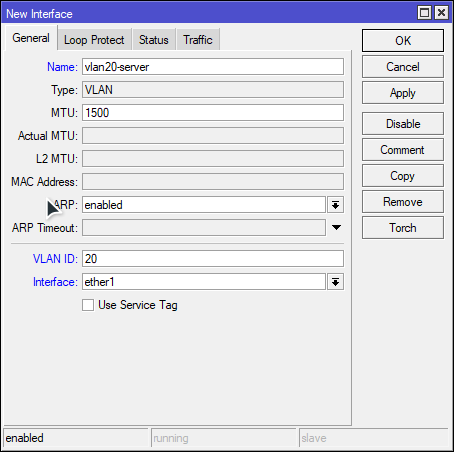 New Interface
General Loop Protect Status Traffic
OK
Name: vlan20-server
Cancel
Type: VLAN
Apply
MTU: 1500
Actual MTU:
Disable
L2 MTU:
Comment
MAC Address:
Copy
ARP: enabled
Remove
ARP Timeout:
Torch
VLAN ID: 20
Interface: ether1
Use Service Tag
enabled running slave